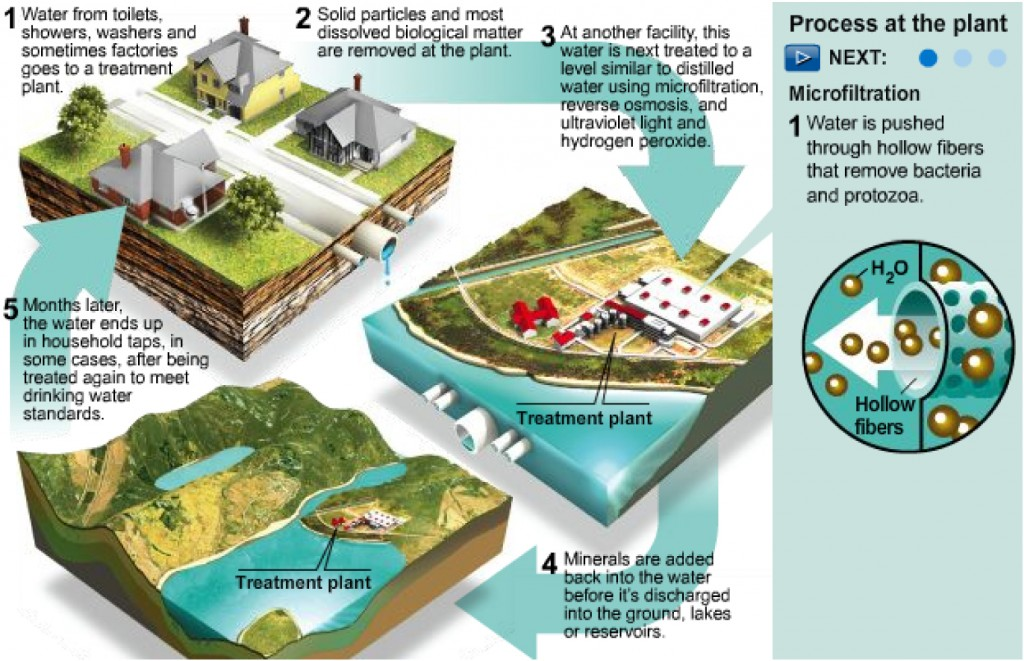 1 Water from toilets,
showers, washers and
sometimes factories
goes to a treatment
plant.
2 Solid particles and most
dissolved biological matter
are removed at the plant.
3 At another facility, this
water is next treated to a
level similar to distilled
water using microfiltration,
reverse osmosis, and
ultraviolet light and
hydrogen peroxide.
Treatment plant
4 Minerals are added
back into the water
before it's discharged
into the ground, lakes
or reservoirs.
Treatment plant
5 Months later,
the water ends up
in household taps, in
some cases, after being
treated again to meet
drinking water
standards.
Process at the plant
NEXT:
Microfiltration
1 Water is pushed
through hollow fibers
that remove bacteria
and protozoa.
H₂O
Hollow
fibers